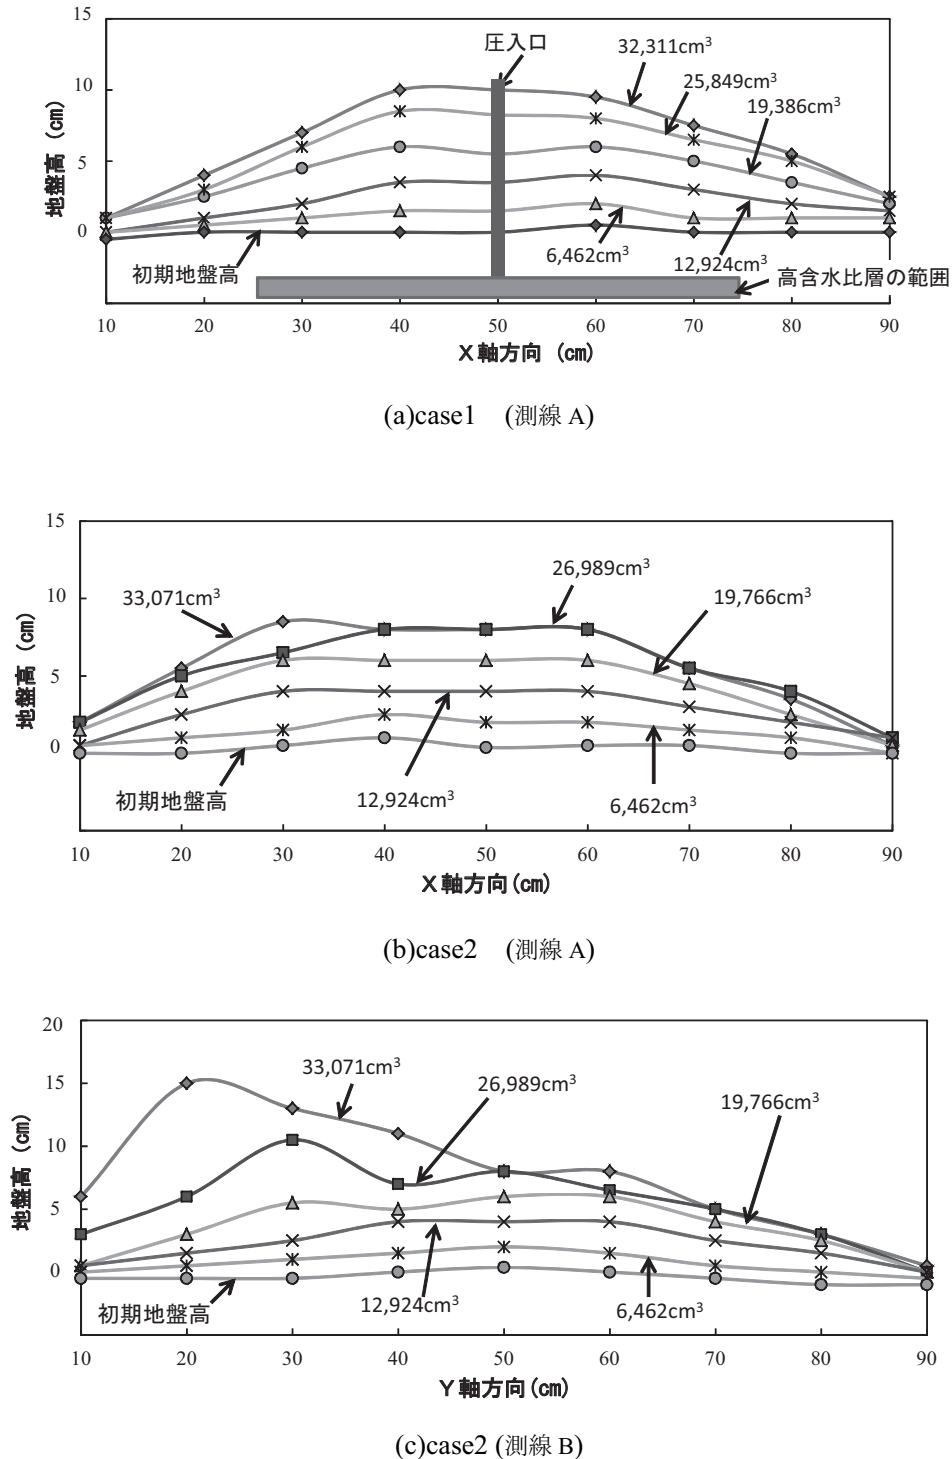 15
10
5
0
地盤高 (cm)
圧入口
32,311cm³
25,849cm³
19,386cm³
6,462cm³
12,924cm³
初期地盤高
高含水比層の範囲
10 20 30 40 50 60 70 80 90
X軸方向 (cm)
(a)case1 (測線 A)
15
10
5
0
地盤高 (cm)
26,989cm³
33,071cm³
19,766cm³
初期地盤高
12,924cm³
6,462cm³
10 20 30 40 50 60 70 80 90
X軸方向(cm)
(b)case2 (測線 A)
20
15
10
5
0
地盤高 (cm)
33,071cm³
26,989cm³
19,766cm³
初期地盤高
12,924cm³
6,462cm³
10 20 30 40 50 60 70 80 90
Y軸方向(cm)
(c)case2 (測線 B)